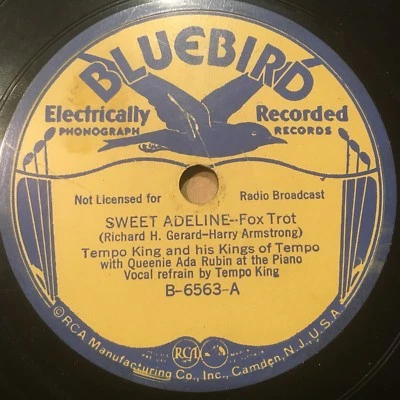 BLUEBIRD
Electrically Recorded
PHONOGRAPH RECORDS
Not Licensed for Radio Broadcast
SWEET ADELINE--Fox Trot
(Richard H. Gerard-Harry Armstrong)
Tempo King and his Kings of Tempo
with Queenie Ada Rubin at the Piano
Vocal refrain by Tempo King
B-6563-A
©RCA Manufacturing Co., Inc., Camden, N.J., U.S.A.
RCA